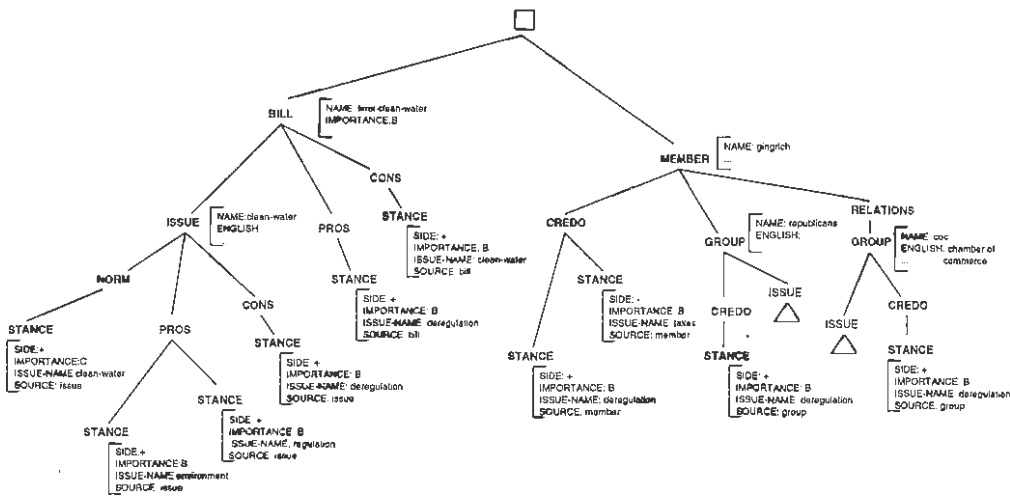 BILL
NAME: limit-clean-water
IMPORTANCE: B
MEMBER
NAME: gingrich
...
CONS
STANCE
SIDE: +
IMPORTANCE: B
ISSUE-NAME: clean-water
SOURCE: bill
ISSUE
NAME:clean-water
ENGLISH
PROS
STANCE
SIDE: +
IMPORTANCE: B
ISSUE-NAME deregulation
SOURCE bill
CREDO
GROUP
NAME: republicans
ENGLISH:
RELATIONS
GROUP
NAME: coc
ENGLISH: chamber of
... commerce
NORM
STANCE
SIDE:+
IMPORTANCE:C
ISSUE-NAME clean-water
SOURCE: issue
PROS
CONS
STANCE
SIDE: +
IMPORTANCE: B
ISSUE-NAME: deregulation
SOURCE: issue
STANCE
SIDE: -
IMPORTANCE B
ISSUE-NAME taxes
SOURCE: member
CREDO
ISSUE
ISSUE
CREDO
STANCE
SIDE: +
IMPORTANCE: B
ISSUE-NAME: deregulation
SOURCE: member
STANCE
SIDE: +
IMPORTANCE: B
ISSUE-NAME: deregulation
SOURCE: group
STANCE
SIDE: +
IMPORTANCE: B
ISSUE-NAME deregulation
SOURCE: group
STANCE
SIDE:+
IMPORTANCE:B
ISSUE-NAME environment
SOURCE issue
STANCE
SIDE +
IMPORTANCE B
ISSUE-NAME: regulation
SOURCE issue